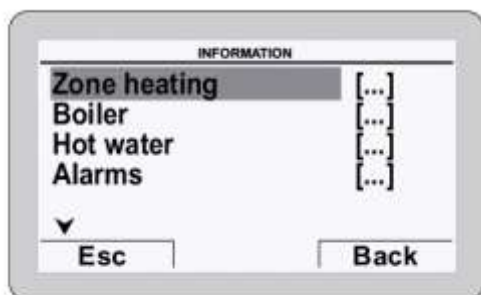 INFORMATION
Zone heating [...]
Boiler [...]
Hot water [...]
Alarms [...]
Esc Back